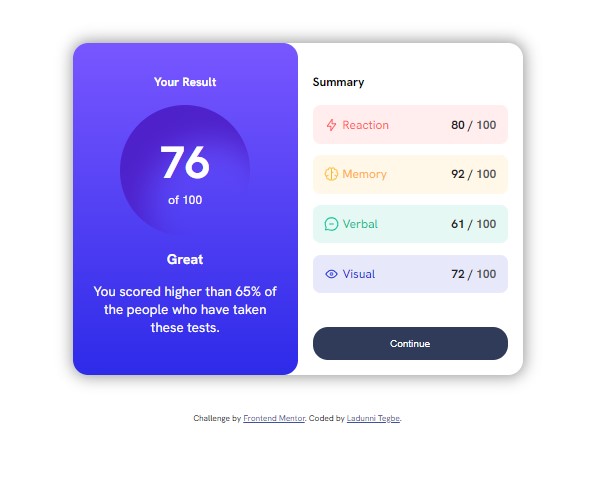 Your Result
76
of 100
Great
You scored higher than 65% of
the people who have taken
these tests.
Summary
Reaction 80 / 100
Memory 92 / 100
Verbal 61 / 100
Visual 72 / 100
Continue
Challenge by Frontend Mentor. Coded by Ladunni Tegbe.